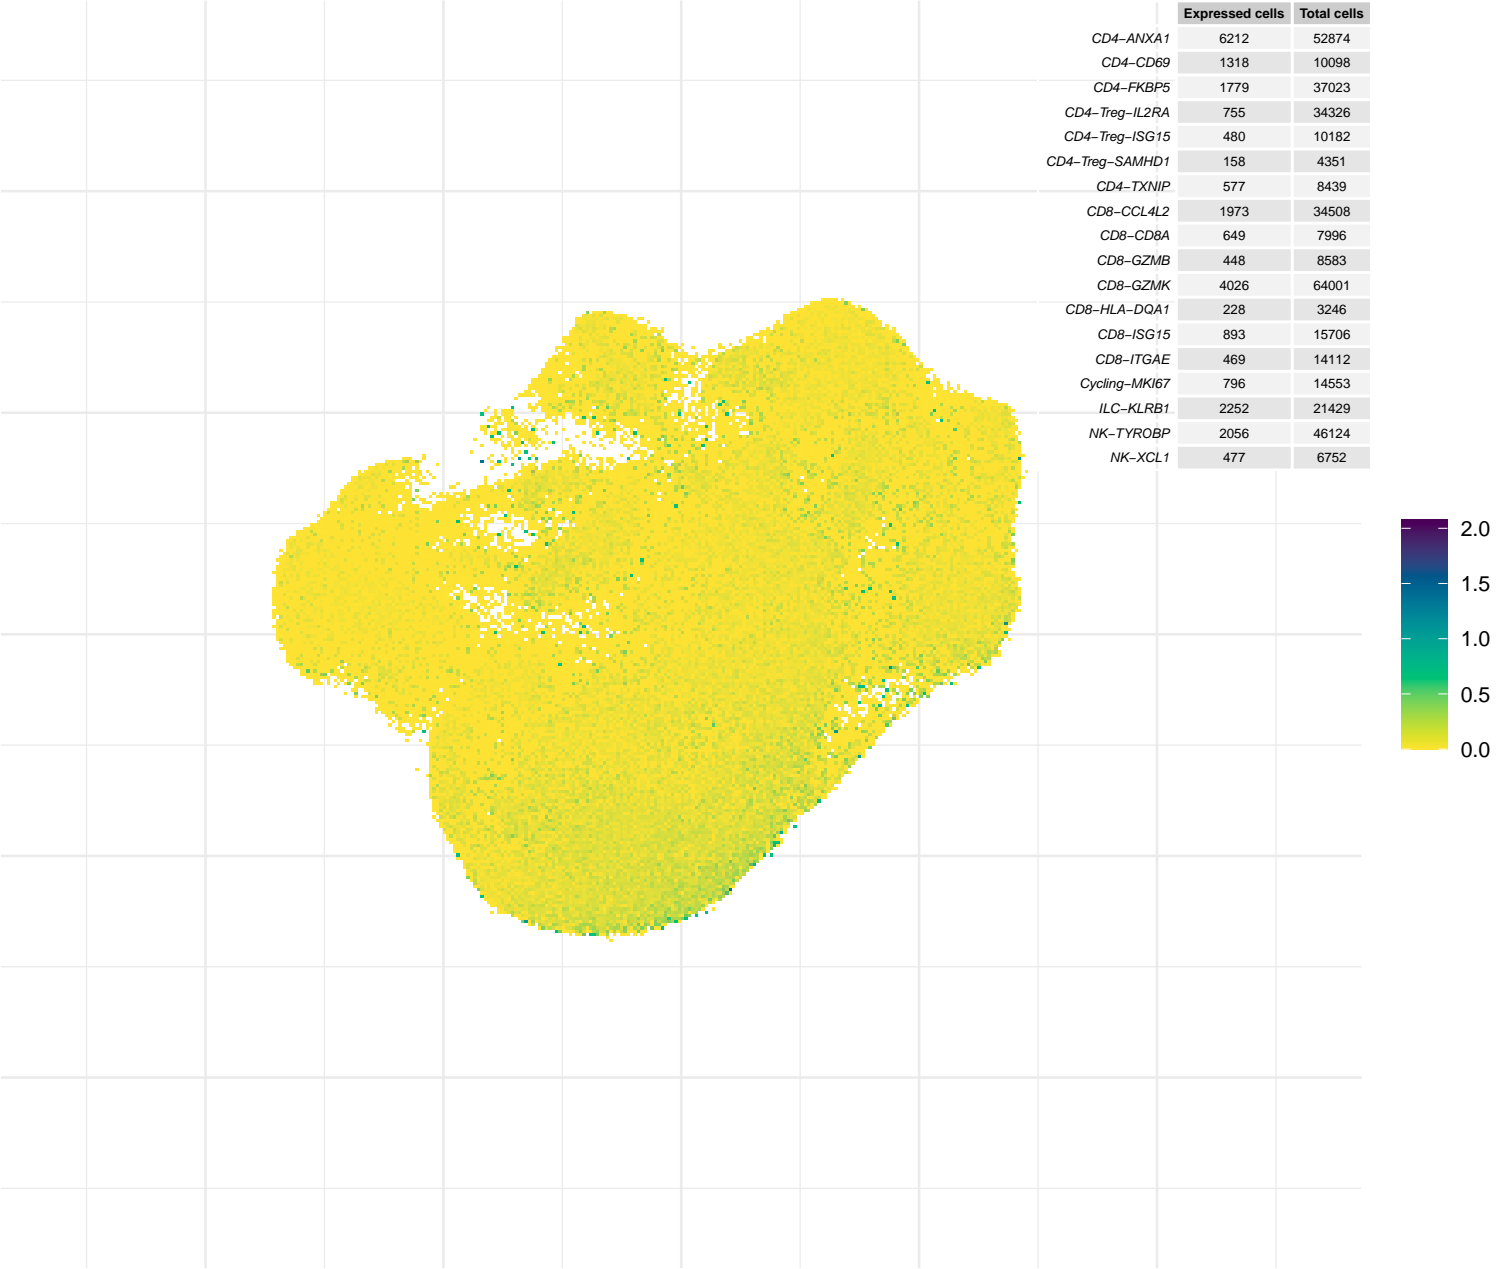 Expressed cells Total cells
CD4−ANXA1 6212 52874
CD4−CD69 1318 10098
CD4−FKBP5 1779 37023
CD4−Treg−IL2RA 755 34326
CD4−Treg−ISG15 480 10182
CD4−Treg−SAMHD1 158 4351
CD4−TXNIP 577 8439
CD8−CCL4L2 1973 34508
CD8−CD8A 649 7996
CD8−GZMB 448 8583
CD8−GZMK 4026 64001
CD8−HLA−DQA1 228 3246
CD8−ISG15 893 15706
CD8−ITGAE 469 14112
Cycling−MKI67 796 14553
ILC−KLRB1 2252 21429
NK−TYROBP 2056 46124
NK−XCL1 477 6752
2.0
1.5
1.0
0.5
0.0